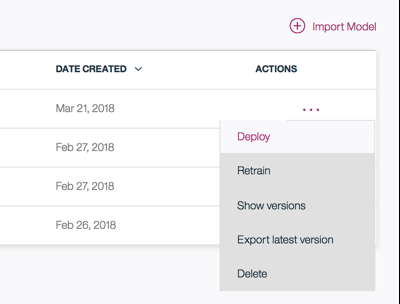 Import Model
DATE CREATED ACTIONS
Mar 21, 2018
Deploy
Feb 27, 2018
Retrain
Feb 27, 2018
Show versions
Feb 26, 2018
Export latest version
Delete